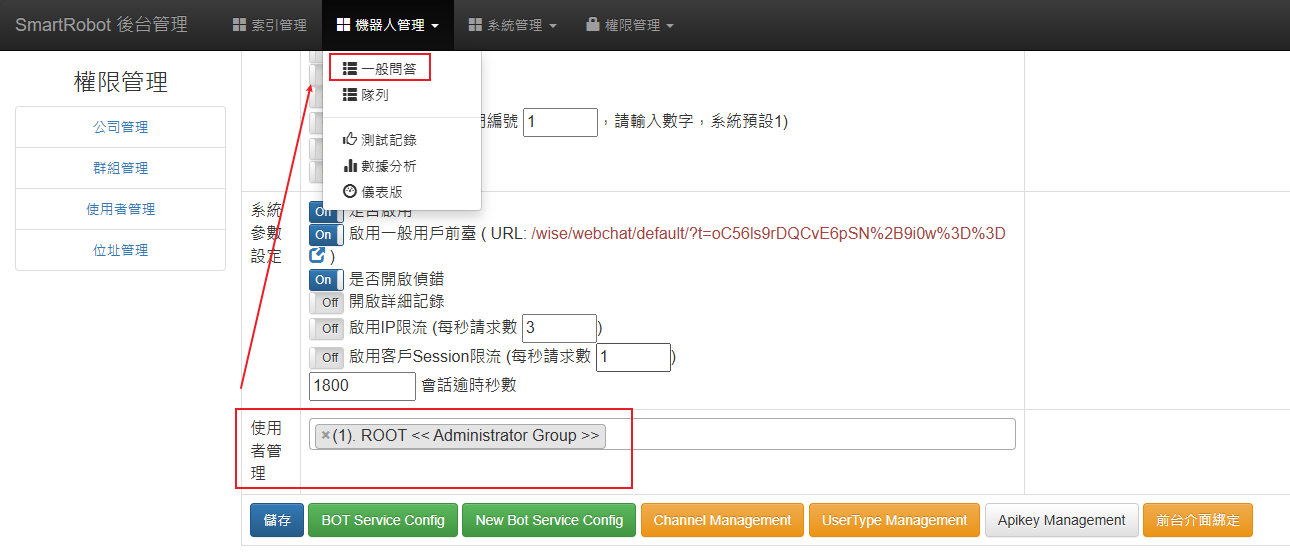 SmartRobot 後台管理
索引管理
機器人管理
系統管理
權限管理
一般問答
隊列
測試記錄
數據分析
儀表版
權限管理
公司管理
群組管理
使用者管理
位址管理
編號 1 ，請輸入數字，系統預設1)
系統
參數
設定
On 是否啟用
On 啟用一般用戶前臺 ( URL: /wise/webchat/default/?t=oC56ls9rDQCvE6pSN%2B9i0w%3D%3D
)
On 是否開啟偵錯
Off 開啟詳細記錄
Off 啟用IP限流 (每秒請求數 3 )
Off 啟用客戶Session限流 (每秒請求數 1 )
1800 會話逾時秒數
使用
者管
理
×(1). ROOT << Administrator Group >>
儲存
BOT Service Config
New Bot Service Config
Channel Management
UserType Management
Apikey Management
前台介面綁定